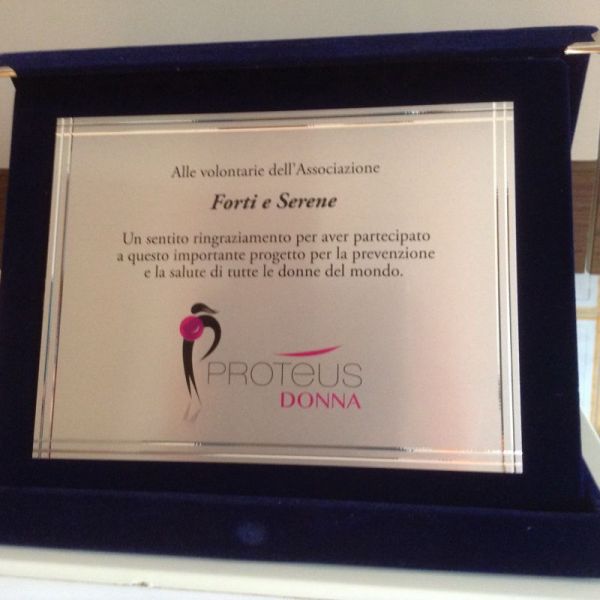 Alle volontarie dell'Associazione
Forti e Serene
Un sentito ringraziamento per aver partecipato
a questo importante progetto per la prevenzione
e la salute di tutte le donne del mondo.
PROTEUS
DONNA